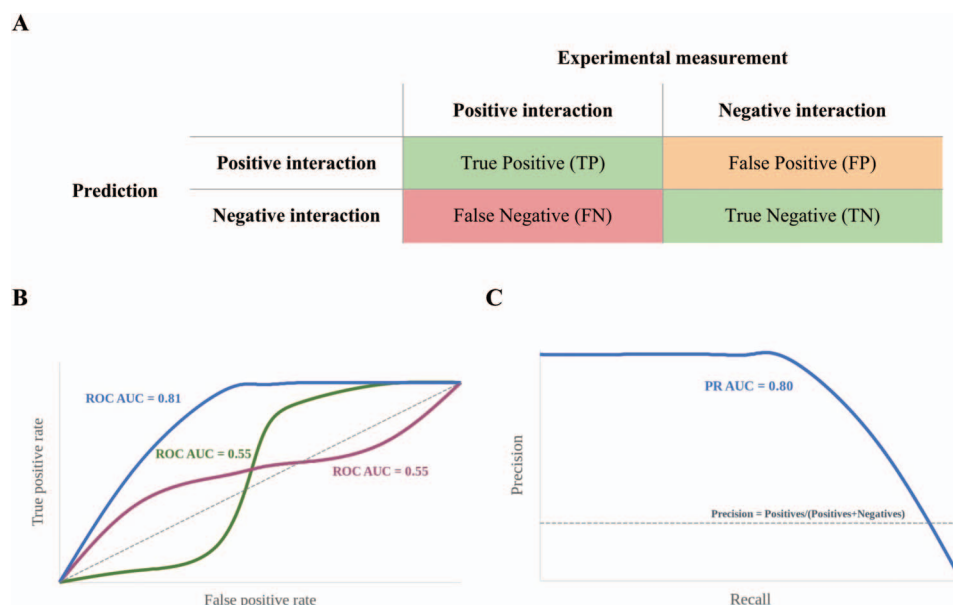 A
Experimental measurement
Positive interaction
Negative interaction
Positive interaction
True Positive (TP)
False Positive (FP)
Prediction
Negative interaction
False Negative (FN)
True Negative (TN)
B
ROC AUC = 0.81
ROC AUC = 0.55
ROC AUC = 0.55
True positive rate
False positive rate
C
PR AUC = 0.80
Precision = Positives/(Positives+Negatives)
Precision
Recall